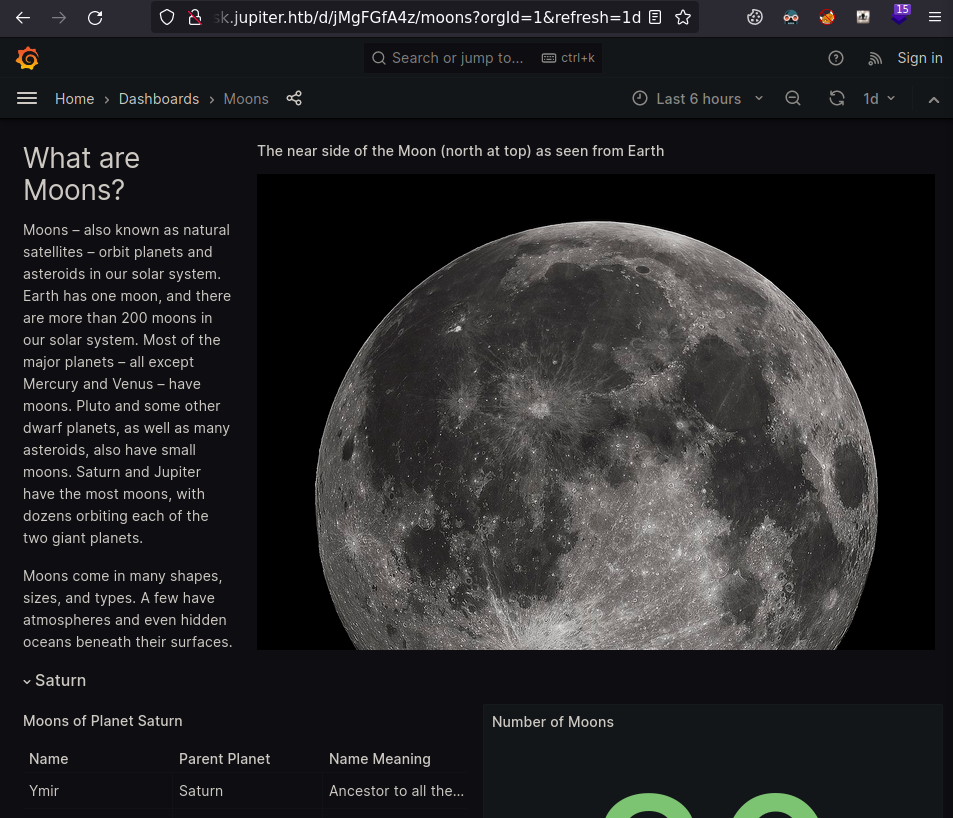 sk.jupiter.htb/d/jMgFGfA4z/moons?orgId=1&refresh=1d
15
Search or jump to... ctrl+k
Sign in
Home › Dashboards › Moons
Last 6 hours
1d
What are
Moons?
Moons – also known as natural
satellites – orbit planets and
asteroids in our solar system.
Earth has one moon, and there
are more than 200 moons in
our solar system. Most of the
major planets – all except
Mercury and Venus – have
moons. Pluto and some other
dwarf planets, as well as many
asteroids, also have small
moons. Saturn and Jupiter
have the most moons, with
dozens orbiting each of the
two giant planets.
Moons come in many shapes,
sizes, and types. A few have
atmospheres and even hidden
oceans beneath their surfaces.
The near side of the Moon (north at top) as seen from Earth
Saturn
Moons of Planet Saturn
Name Parent Planet Name Meaning
Ymir Saturn Ancestor to all the...
Number of Moons